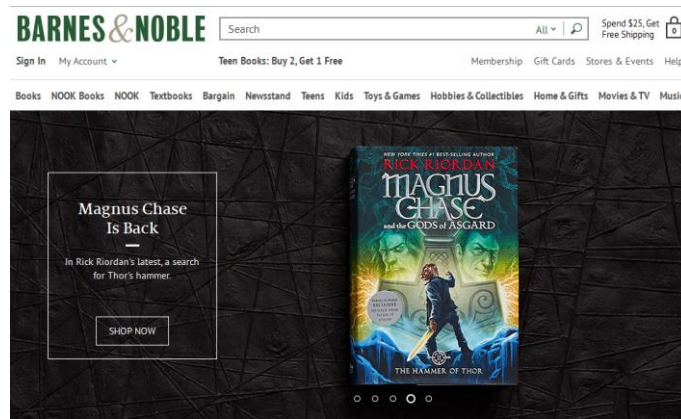 BARNES & NOBLE
Search
All
Spend $25, Get
Free Shipping
0
Sign In My Account
Teen Books: Buy 2, Get 1 Free
Membership Gift Cards Stores & Events Help
Books NOOK Books NOOK Textbooks Bargain Newsstand Teens Kids Toys & Games Hobbies & Collectibles Home & Gifts Movies & TV Music
Magnus Chase
Is Back
In Rick Riordan's latest, a search
for Thor's hammer.
SHOP NOW
NEW YORK TIMES #1 BEST-SELLING AUTHOR
RICK RIORDAN
MAGNUS
CHASE
and the GODS of ASGARD
THE HAMMER OF THOR